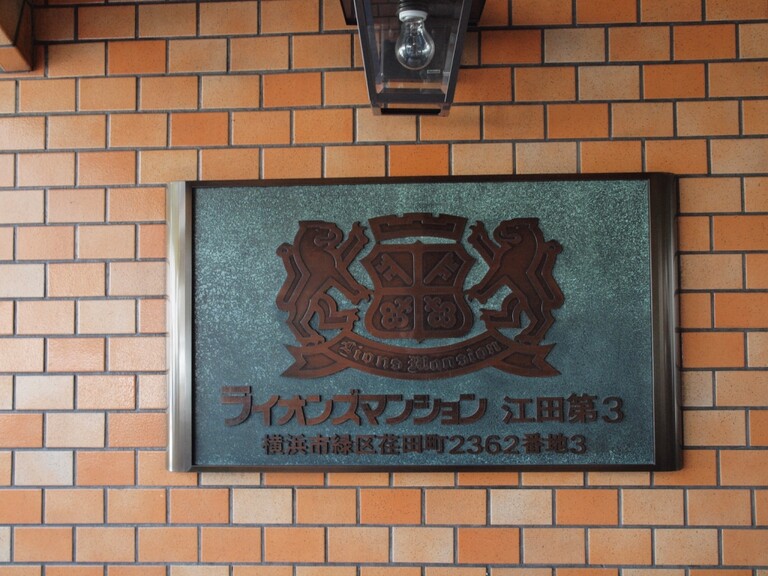 Lions Mansion
ライオンズマンション 江田第3
横浜市緑区荏田町2362番地3